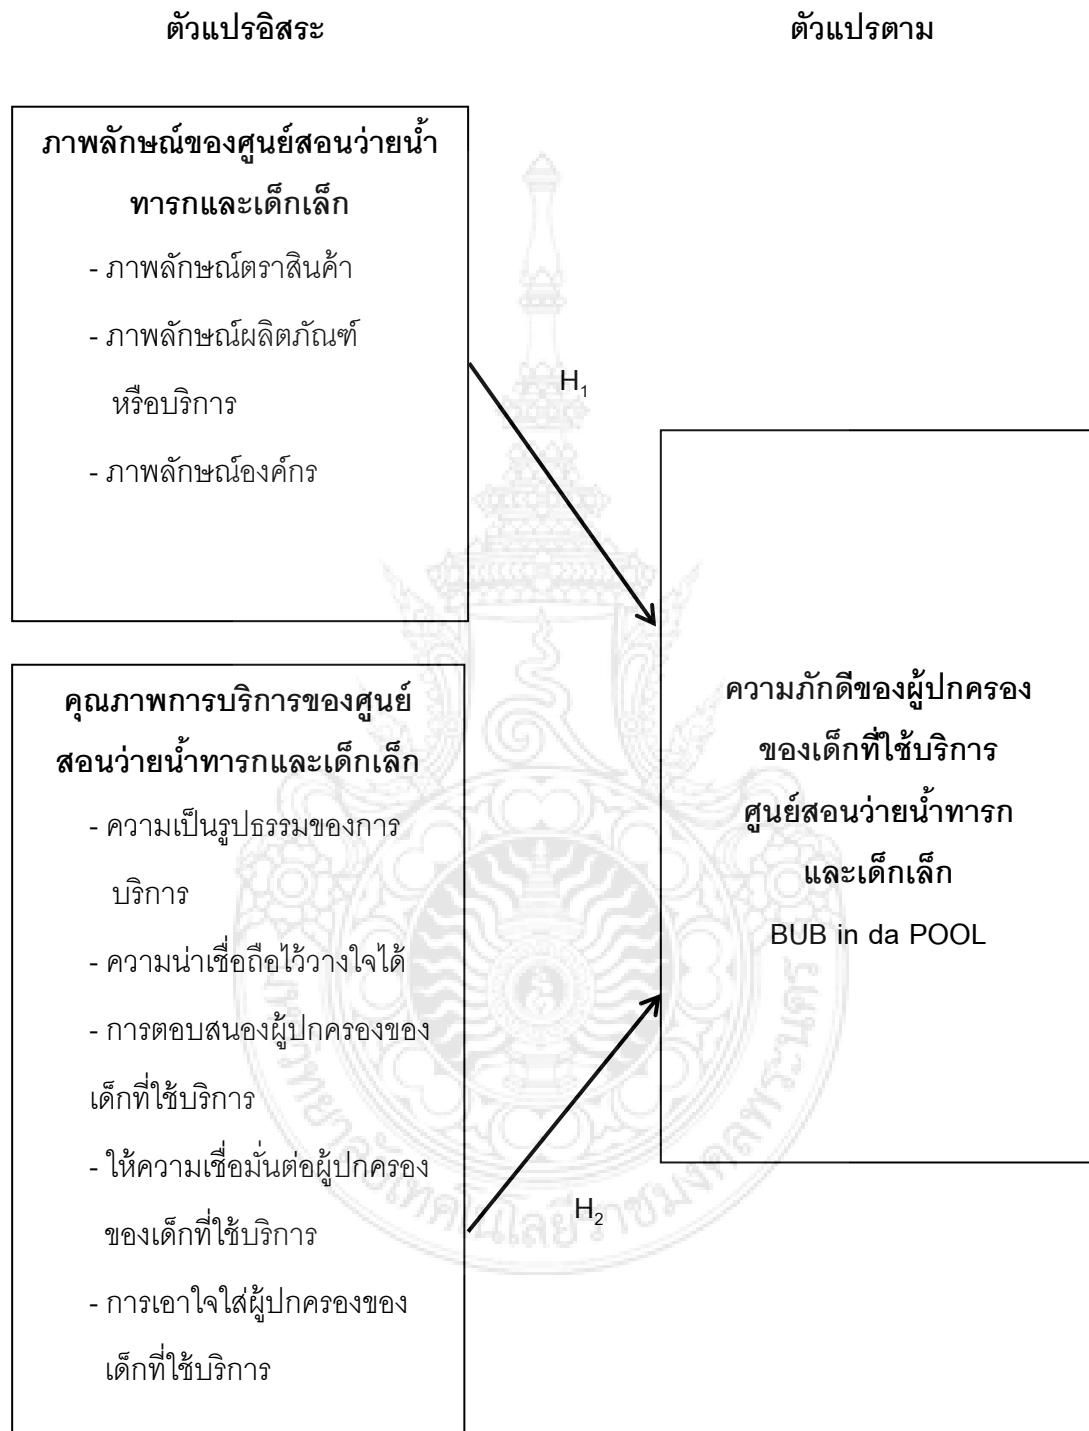 ตัวแปรอิสระ
ตัวแปรตาม
ภาพลักษณ์ของศูนย์สอนว่ายน้ำ
ทารกและเด็กเล็ก
- ภาพลักษณ์ตราสินค้า
- ภาพลักษณ์ผลิตภัณฑ์
หรือบริการ
- ภาพลักษณ์องค์กร
H₁
คุณภาพการบริการของศูนย์
สอนว่ายน้ำทารกและเด็กเล็ก
- ความเป็นรูปธรรมของการ
บริการ
- ความน่าเชื่อถือไว้วางใจได้
- การตอบสนองผู้ปกครองของ
เด็กที่ใช้บริการ
- ให้ความเชื่อมั่นต่อผู้ปกครอง
ของเด็กที่ใช้บริการ
- การเอาใจใส่ผู้ปกครองของ
เด็กที่ใช้บริการ
H₂
ความภักดีของผู้ปกครอง
ของเด็กที่ใช้บริการ
ศูนย์สอนว่ายน้ำทารก
และเด็กเล็ก
BUB in da POOL